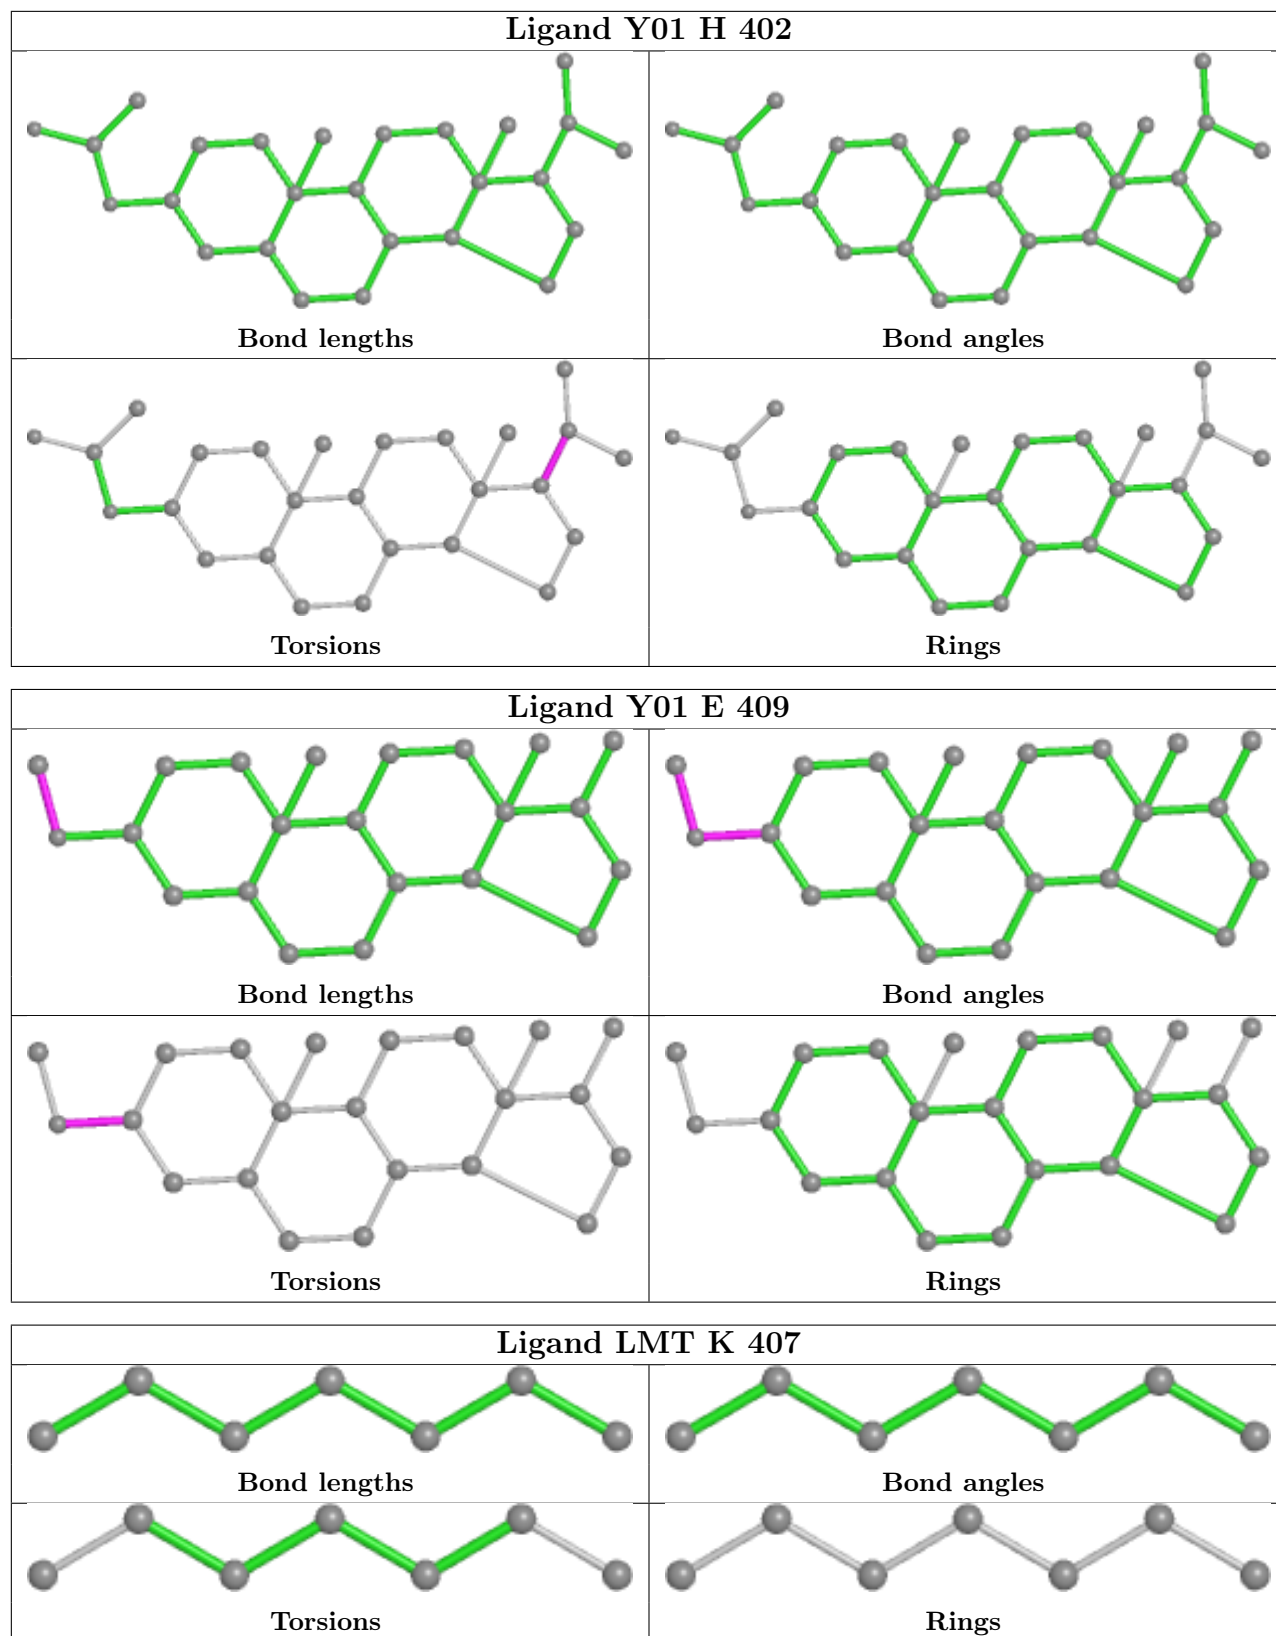 Ligand Y01 H 402
Bond lengths
Bond angles
Torsions
Rings
Ligand Y01 E 409
Bond lengths
Bond angles
Torsions
Rings
Ligand LMT K 407
Bond lengths
Bond angles
Torsions
Rings